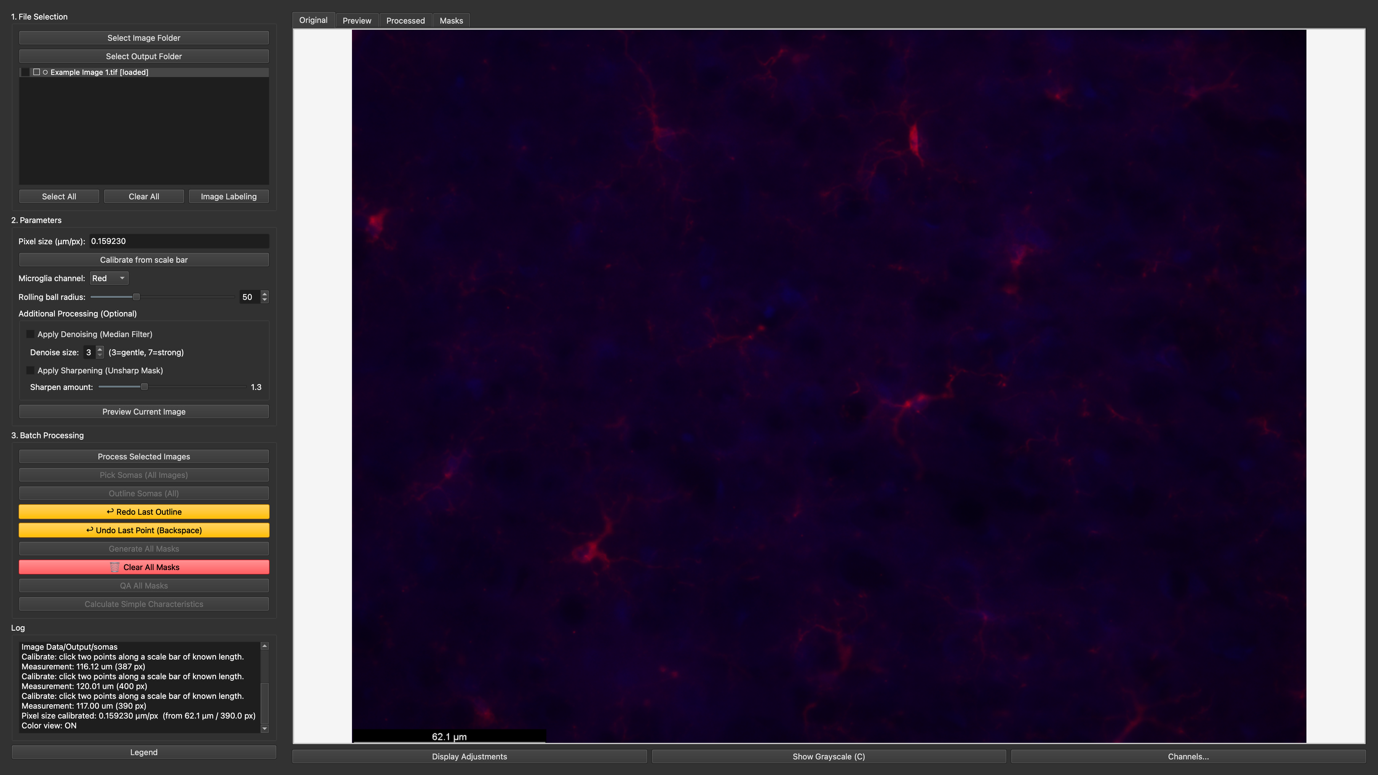 1. File Selection
Select Image Folder
Select Output Folder
Example Image 1.tif [loaded]
Select All
Clear All
Image Labeling
2. Parameters
Pixel size (µm/px): 0.159230
Calibrate from scale bar
Microglia channel: Red
Rolling ball radius: 50
Additional Processing (Optional)
Apply Denoising (Median Filter)
Denoise size: 3 (3=gentle, 7=strong)
Apply Sharpening (Unsharp Mask)
Sharpen amount: 1.3
Preview Current Image
3. Batch Processing
Process Selected Images
Pick Somas (All Images)
Outline Somas (All)
↩ Redo Last Outline
↩ Undo Last Point (Backspace)
Generate All Masks
Clear All Masks
QA All Masks
Calculate Simple Characteristics
Log
Image Data/Output/somas
Calibrate: click two points along a scale bar of known length.
Measurement: 116.12 um (387 px)
Calibrate: click two points along a scale bar of known length.
Measurement: 120.01 um (400 px)
Calibrate: click two points along a scale bar of known length.
Measurement: 117.00 um (390 px)
Pixel size calibrated: 0.159230 µm/px (from 62.1 µm / 390.0 px)
Color view: ON
Legend
Original
Preview
Processed
Masks
62.1 µm
Display Adjustments
Show Grayscale (C)
Channels...